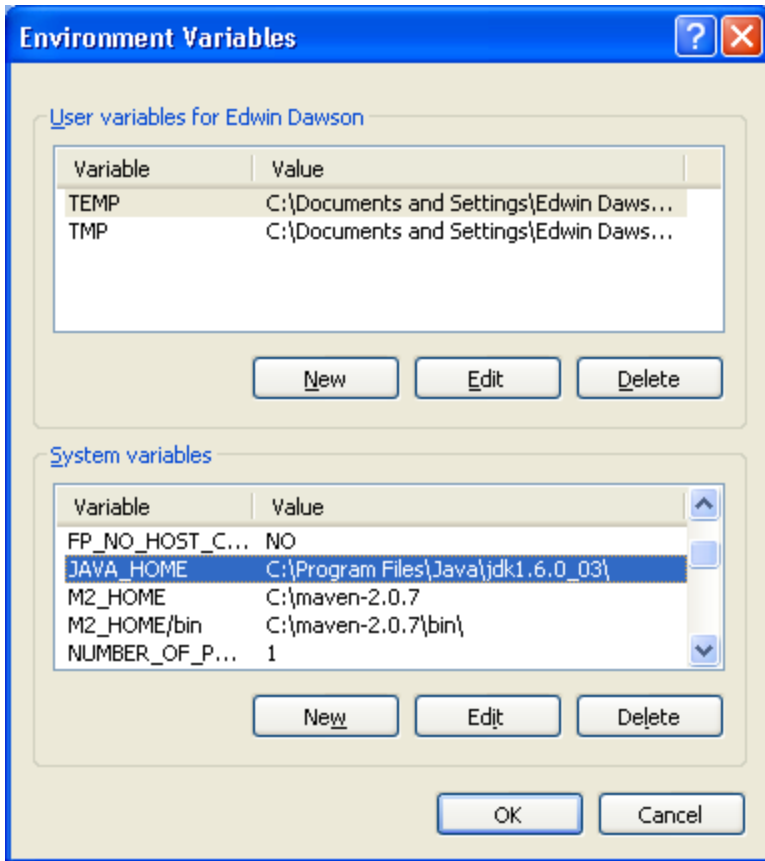 Environment Variables
User variables for Edwin Dawson
Variable Value
TEMP C:\Documents and Settings\Edwin Daws...
TMP C:\Documents and Settings\Edwin Daws...
New Edit Delete
System variables
Variable Value
FP_NO_HOST_C... NO
JAVA_HOME C:\Program Files\Java\jdk1.6.0_03\
M2_HOME C:\maven-2.0.7
M2_HOME/bin C:\maven-2.0.7\bin\
NUMBER_OF_P... 1
New Edit Delete
OK Cancel